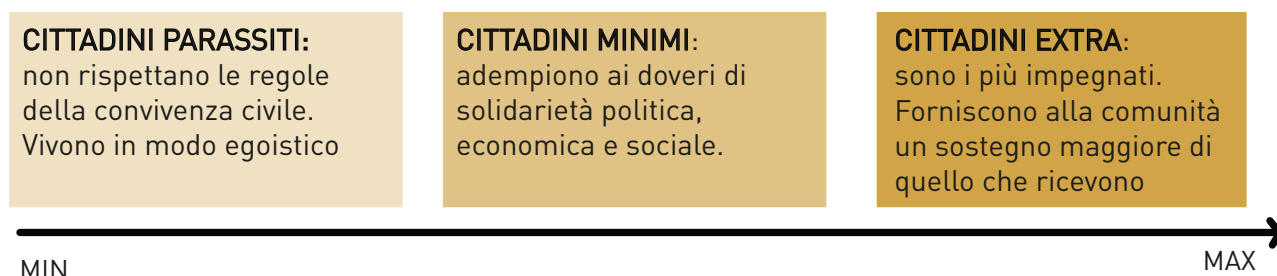 CITTADINI PARASSITI:
non rispettano le regole
della convivenza civile.
Vivono in modo egoistico
CITTADINI MINIMI:
adempiono ai doveri di
solidarietà politica,
economica e sociale.
CITTADINI EXTRA:
sono i più impegnati.
Forniscono alla comunità
un sostegno maggiore di
quello che ricevono
MIN
MAX